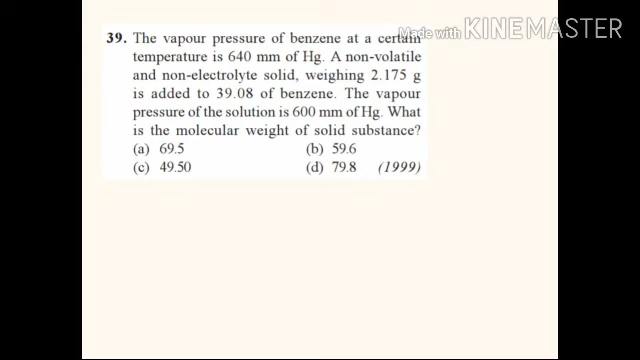 Made with KINEMASTER
39. The vapour pressure of benzene at a certain
temperature is 640 mm of Hg. A non-volatile
and non-electrolyte solid, weighing 2.175 g
is added to 39.08 of benzene. The vapour
pressure of the solution is 600 mm of Hg. What
is the molecular weight of solid substance?
(a) 69.5 (b) 59.6
(c) 49.50 (d) 79.8 (1999)